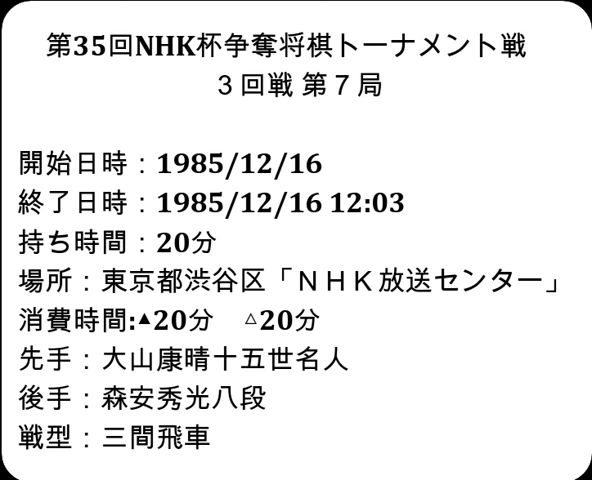 第35回NHK杯争奪将棋トーナメント戦
３回戦 第７局
開始日時：1985/12/16
終了日時：1985/12/16 12:03
持ち時間：20分
場所：東京都渋谷区「ＮＨＫ放送センター」
消費時間:▲20分　△20分
先手：大山康晴十五世名人
後手：森安秀光八段
戦型：三間飛車